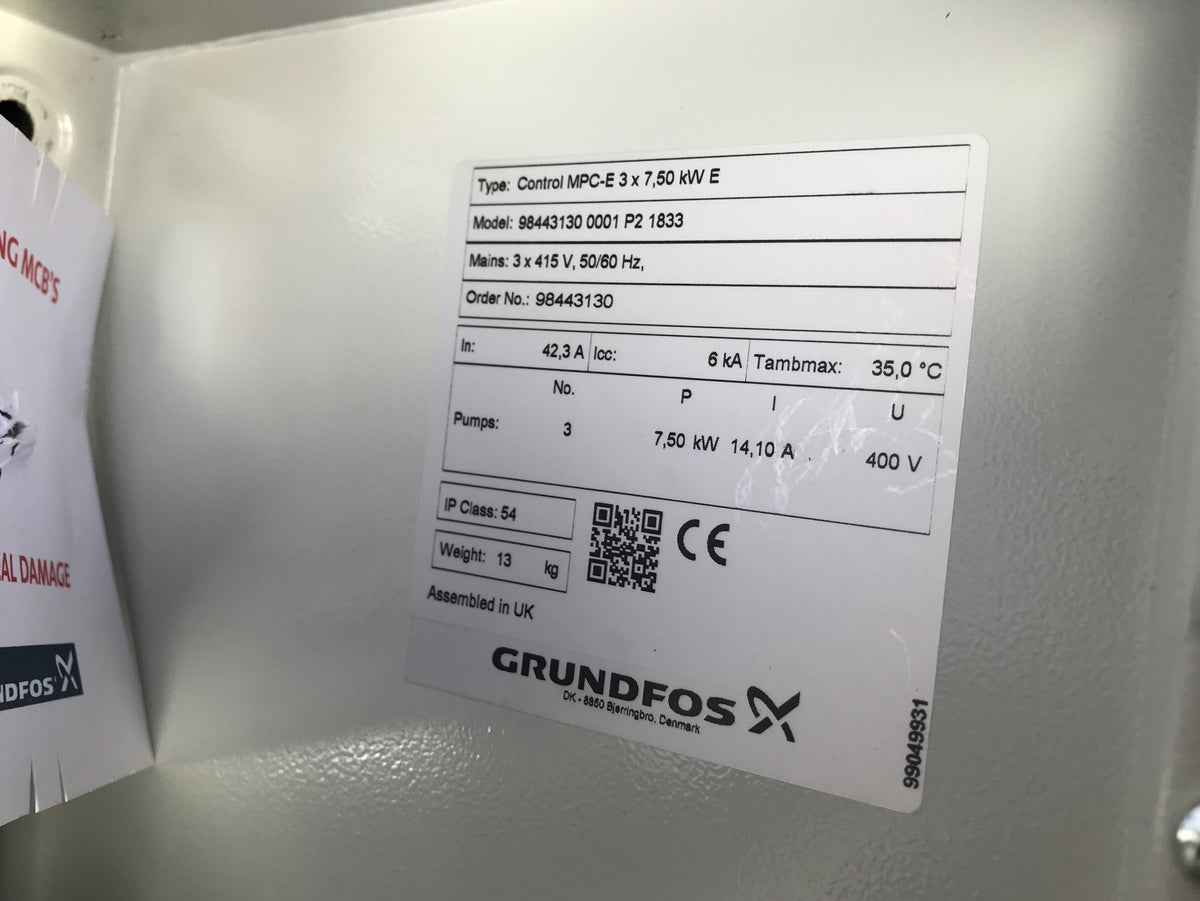 NG MCB'S
EAL DAMAGE
NDFOS
Type: Control MPC-E 3 x 7,50 kW E
Model: 98443130 0001 P2 1833
Mains: 3 x 415 V, 50/60 Hz,
Order No.: 98443130
In: 42,3 A Icc: 6 kA Tambmax: 35,0 °C
No. P I U
Pumps: 3 7,50 kW 14,10 A 400 V
IP Class: 54
CE
Weight: 13 kg
Assembled in UK
GRUNDFOS
DK - 8850 Bjerringbro, Denmark
99049931